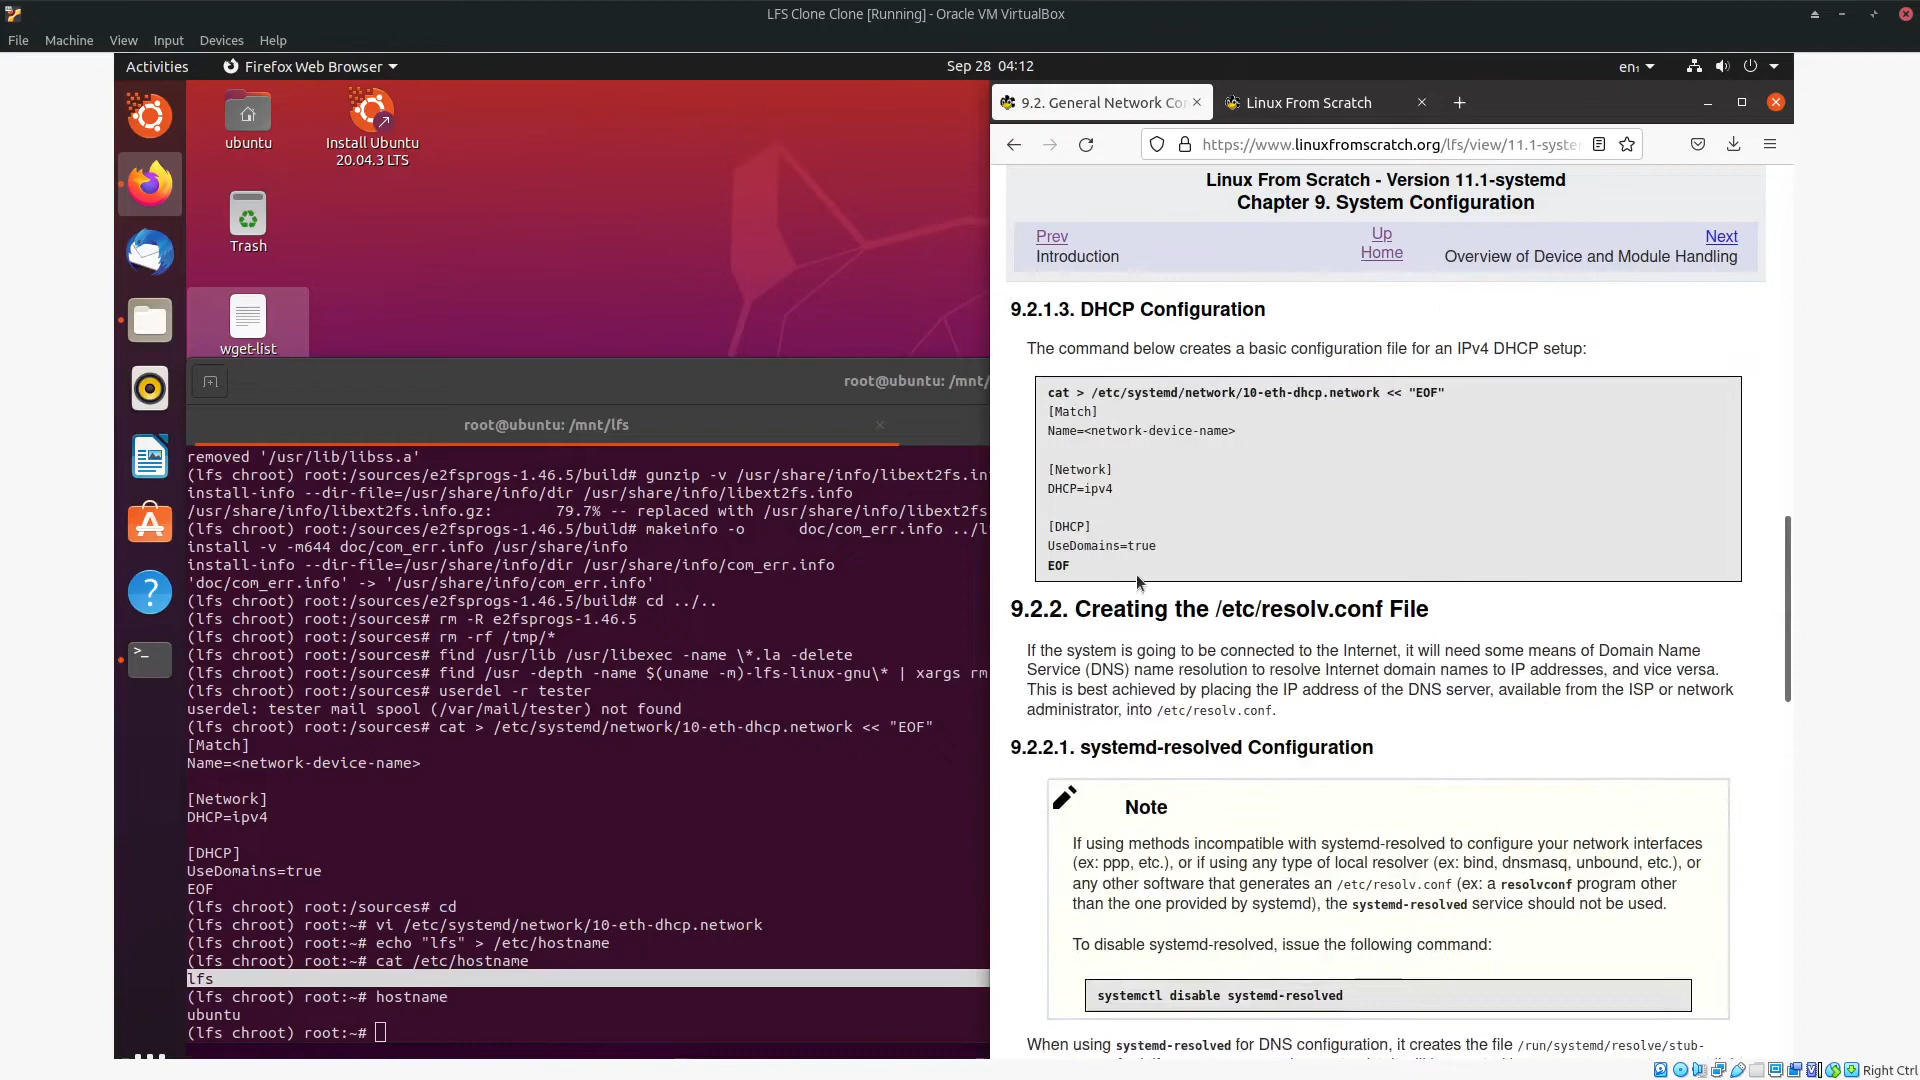 LFS Clone Clone [Running] - Oracle VM VirtualBox
File Machine View Input Devices Help
Activities
Firefox Web Browser
Sep 28 04:12
en₁
ubuntu
Install Ubuntu
20.04.3 LTS
Trash
wget-list
root@ubuntu: /mnt/
root@ubuntu: /mnt/lfs
removed '/usr/lib/libss.a'
(lfs chroot) root:/sources/e2fsprogs-1.46.5/build# gunzip -v /usr/share/info/libext2fs.in
install-info --dir-file=/usr/share/info/dir /usr/share/info/libext2fs.info
/usr/share/info/libext2fs.info.gz: 79.7% -- replaced with /usr/share/info/libext2fs
(lfs chroot) root:/sources/e2fsprogs-1.46.5/build# makeinfo -o doc/com_err.info ../l
install -v -m644 doc/com_err.info /usr/share/info
install-info --dir-file=/usr/share/info/dir /usr/share/info/com_err.info
'doc/com_err.info' -> '/usr/share/info/com_err.info'
(lfs chroot) root:/sources/e2fsprogs-1.46.5/build# cd ../..
(lfs chroot) root:/sources# rm -R e2fsprogs-1.46.5
(lfs chroot) root:/sources# rm -rf /tmp/*
(lfs chroot) root:/sources# find /usr/lib /usr/libexec -name \*.la -delete
(lfs chroot) root:/sources# find /usr -depth -name $(uname -m)-lfs-linux-gnu\* | xargs rm
(lfs chroot) root:/sources# userdel -r tester
userdel: tester mail spool (/var/mail/tester) not found
(lfs chroot) root:/sources# cat > /etc/systemd/network/10-eth-dhcp.network << "EOF"
[Match]
Name=<network-device-name>
[Network]
DHCP=ipv4
[DHCP]
UseDomains=true
EOF
(lfs chroot) root:/sources# cd
(lfs chroot) root:~# vi /etc/systemd/network/10-eth-dhcp.network
(lfs chroot) root:~# echo "lfs" > /etc/hostname
(lfs chroot) root:~# cat /etc/hostname
lfs
(lfs chroot) root:~# hostname
ubuntu
(lfs chroot) root:~#
9.2. General Network Con
Linux From Scratch
https://www.linuxfromscratch.org/lfs/view/11.1-syste
Linux From Scratch - Version 11.1-systemd
Chapter 9. System Configuration
Prev Up Next
Introduction Home Overview of Device and Module Handling
9.2.1.3. DHCP Configuration
The command below creates a basic configuration file for an IPv4 DHCP setup:
cat > /etc/systemd/network/10-eth-dhcp.network << "EOF"
[Match]
Name=<network-device-name>
[Network]
DHCP=ipv4
[DHCP]
UseDomains=true
EOF
9.2.2. Creating the /etc/resolv.conf File
If the system is going to be connected to the Internet, it will need some means of Domain Name
Service (DNS) name resolution to resolve Internet domain names to IP addresses, and vice versa.
This is best achieved by placing the IP address of the DNS server, available from the ISP or network
administrator, into /etc/resolv.conf.
9.2.2.1. systemd-resolved Configuration
Note
If using methods incompatible with systemd-resolved to configure your network interfaces
(ex: ppp, etc.), or if using any type of local resolver (ex: bind, dnsmasq, unbound, etc.), or
any other software that generates an /etc/resolv.conf (ex: a resolvconf program other
than the one provided by systemd), the systemd-resolved service should not be used.
To disable systemd-resolved, issue the following command:
systemctl disable systemd-resolved
When using systemd-resolved for DNS configuration, it creates the file /run/systemd/resolve/stub-
Right Ctrl